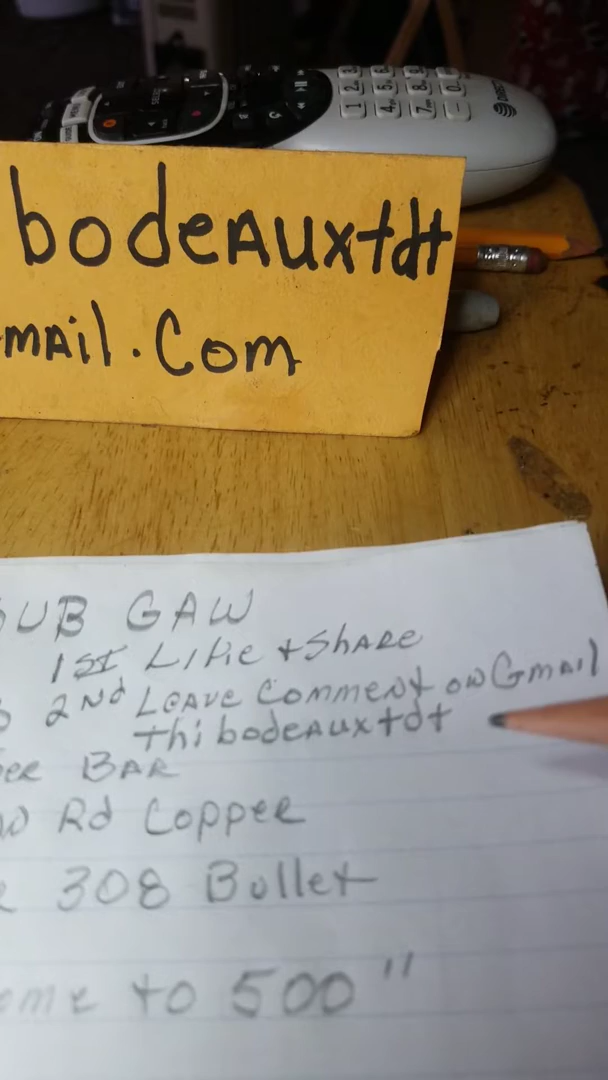 bodeAuxtdt
mail.Com
SUB GAW
1st Like + Share
2nd Leave Comment on Gmail
thibodeauxtdt
Bar
Rd Copper
308 Bullet
to 500"